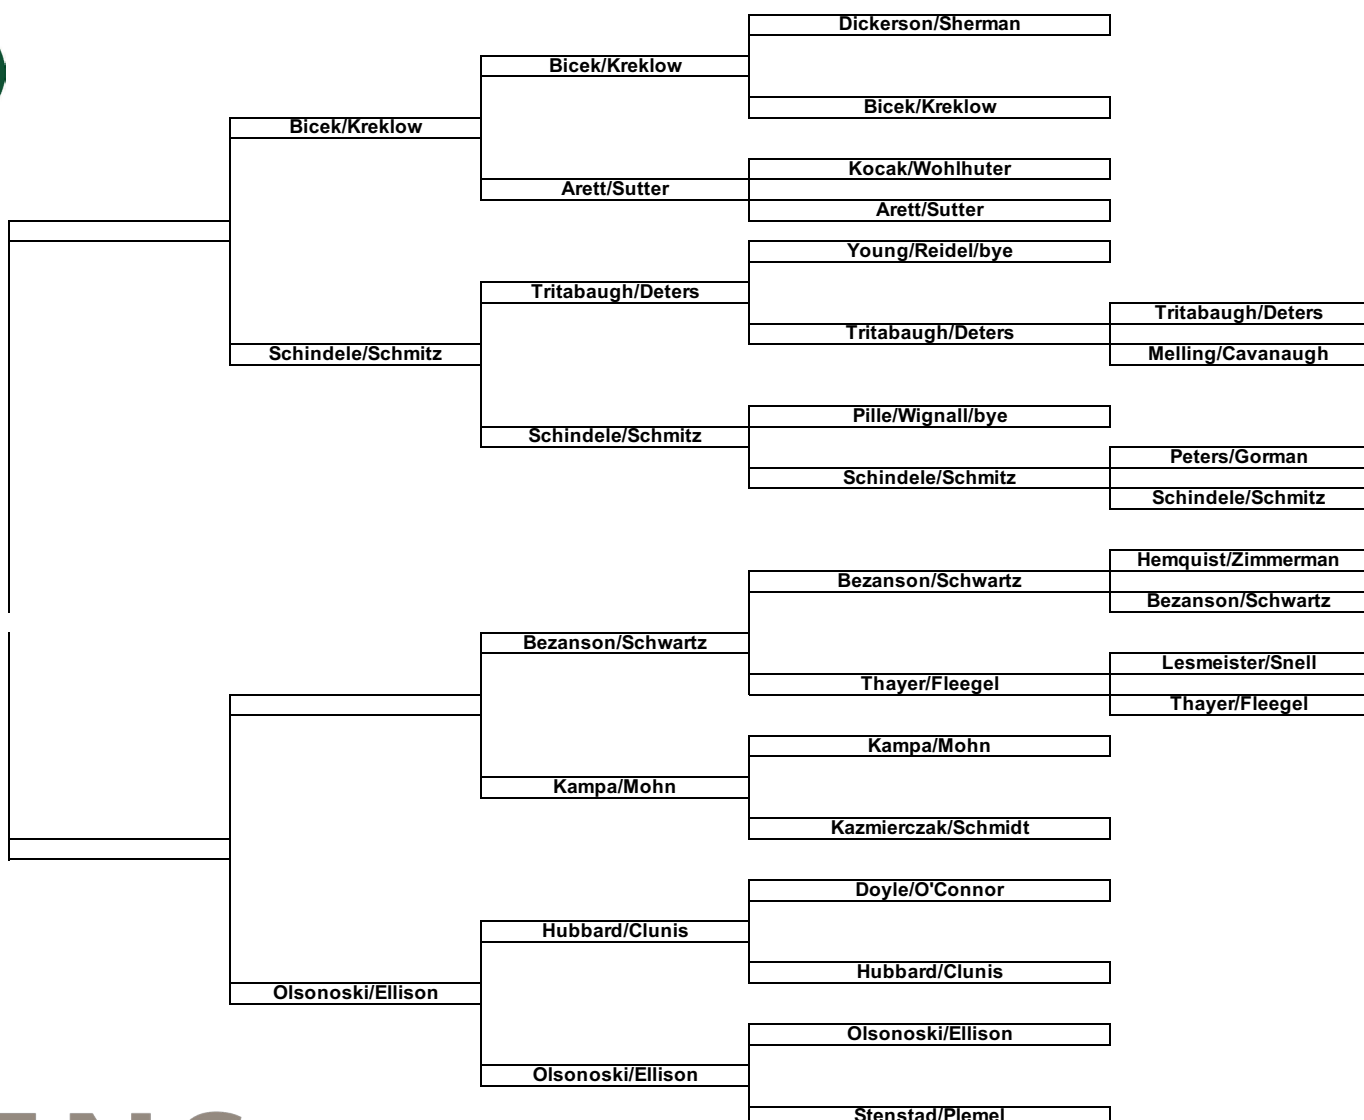 Dickerson/Sherman
Bicek/Kreklow
Bicek/Kreklow
Bicek/Kreklow
Kocak/Wohlhuter
Arett/Sutter
Arett/Sutter
Young/Reidel/bye
Tritabaugh/Deters
Tritabaugh/Deters
Tritabaugh/Deters
Schindele/Schmitz
Melling/Cavanaugh
Pille/Wignall/bye
Schindele/Schmitz
Peters/Gorman
Schindele/Schmitz
Schindele/Schmitz
Hemquist/Zimmerman
Bezanson/Schwartz
Bezanson/Schwartz
Bezanson/Schwartz
Lesmeister/Snell
Thayer/Fleegel
Thayer/Fleegel
Kampa/Mohn
Kampa/Mohn
Kazmierczak/Schmidt
Doyle/O'Connor
Hubbard/Clunis
Hubbard/Clunis
Olsonoski/Ellison
Olsonoski/Ellison
Olsonoski/Ellison
Stenstad/Plemel